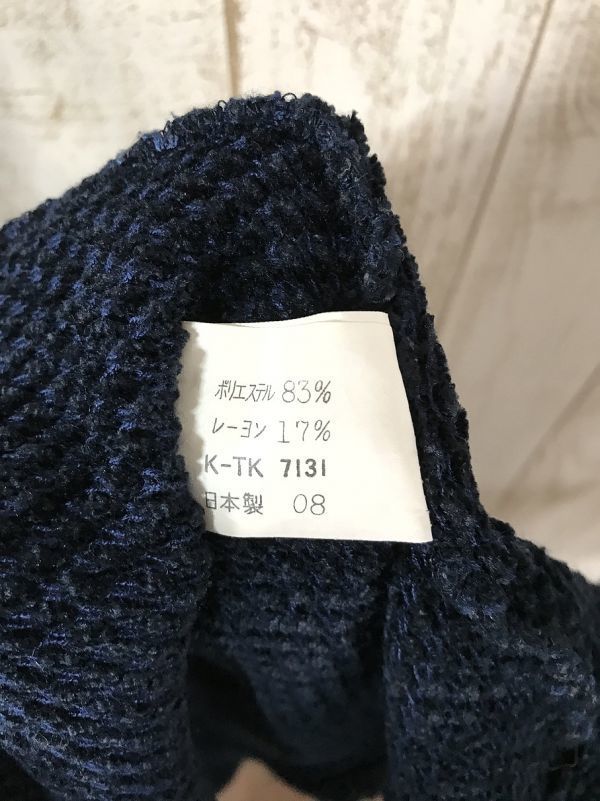 ポリエステル 83%
レーヨン 17%
K-TK 7131
日本製 08